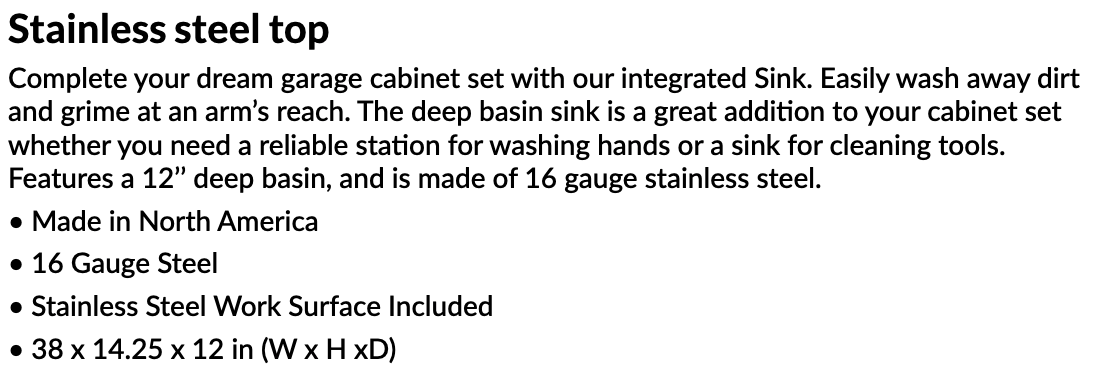 Stainless steel top
Complete your dream garage cabinet set with our integrated Sink. Easily wash away dirt
and grime at an arm’s reach. The deep basin sink is a great addition to your cabinet set
whether you need a reliable station for washing hands or a sink for cleaning tools.
Features a 12” deep basin, and is made of 16 gauge stainless steel.
• Made in North America
• 16 Gauge Steel
• Stainless Steel Work Surface Included
• 38 x 14.25 x 12 in (W x H xD)